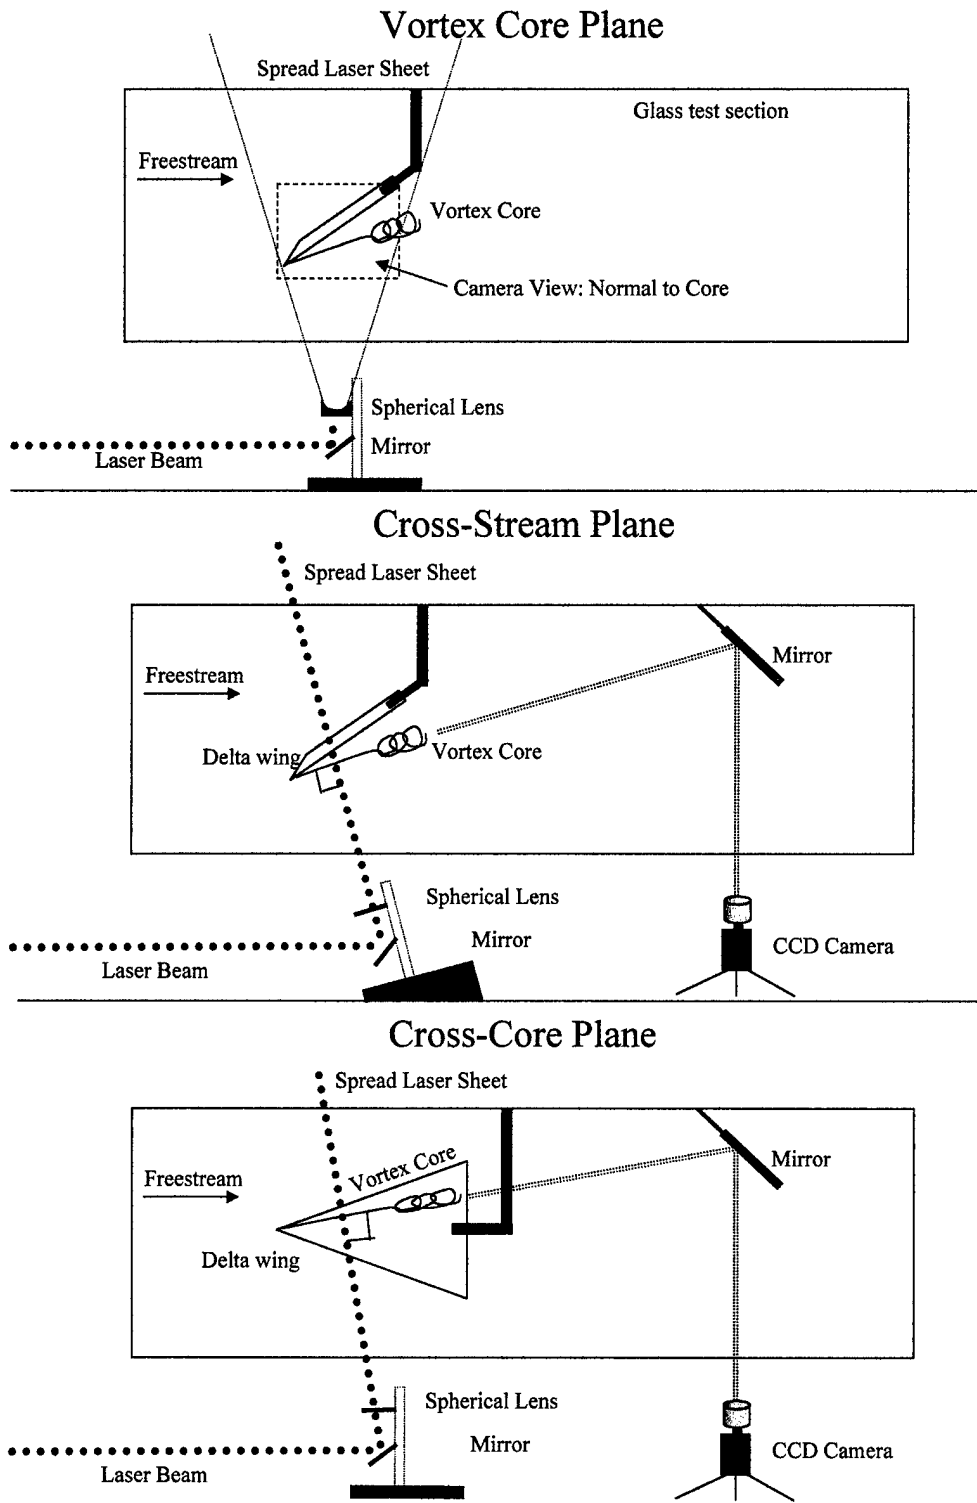 Vortex Core Plane
Spread Laser Sheet
Glass test section
Freestream
Vortex Core
Camera View: Normal to Core
Spherical Lens
Mirror
Laser Beam
Cross-Stream Plane
Spread Laser Sheet
Mirror
Freestream
Delta wing
Vortex Core
Spherical Lens
Mirror
CCD Camera
Laser Beam
Cross-Core Plane
Spread Laser Sheet
Vortex Core
Mirror
Freestream
Delta wing
Spherical Lens
Mirror
CCD Camera
Laser Beam